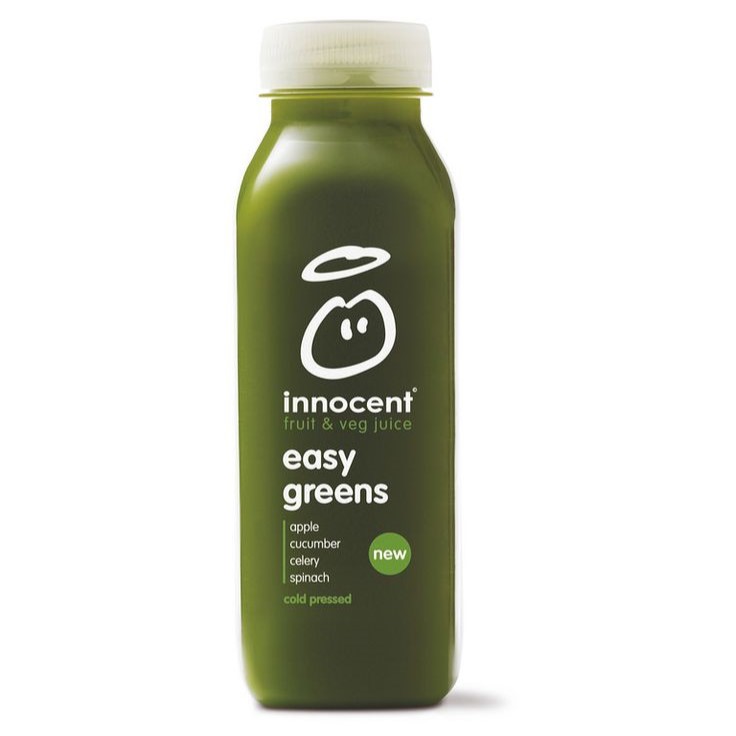 innocent
fruit & veg juice
easy
greens
apple
cucumber
celery
spinach
new
cold pressed